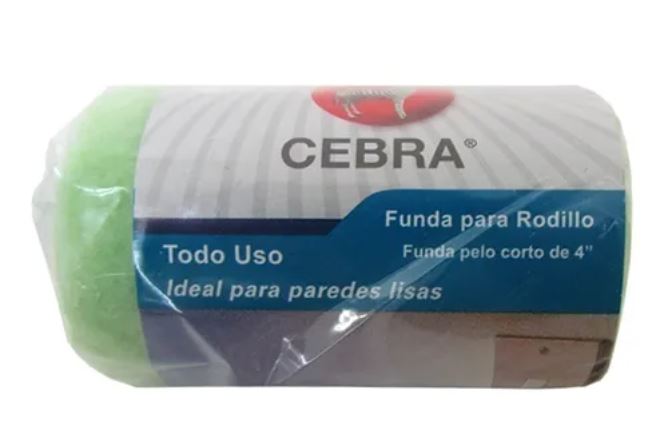 CEBRA®
Funda para Rodillo
Todo Uso
Funda pelo corto de 4”
Ideal para paredes lisas